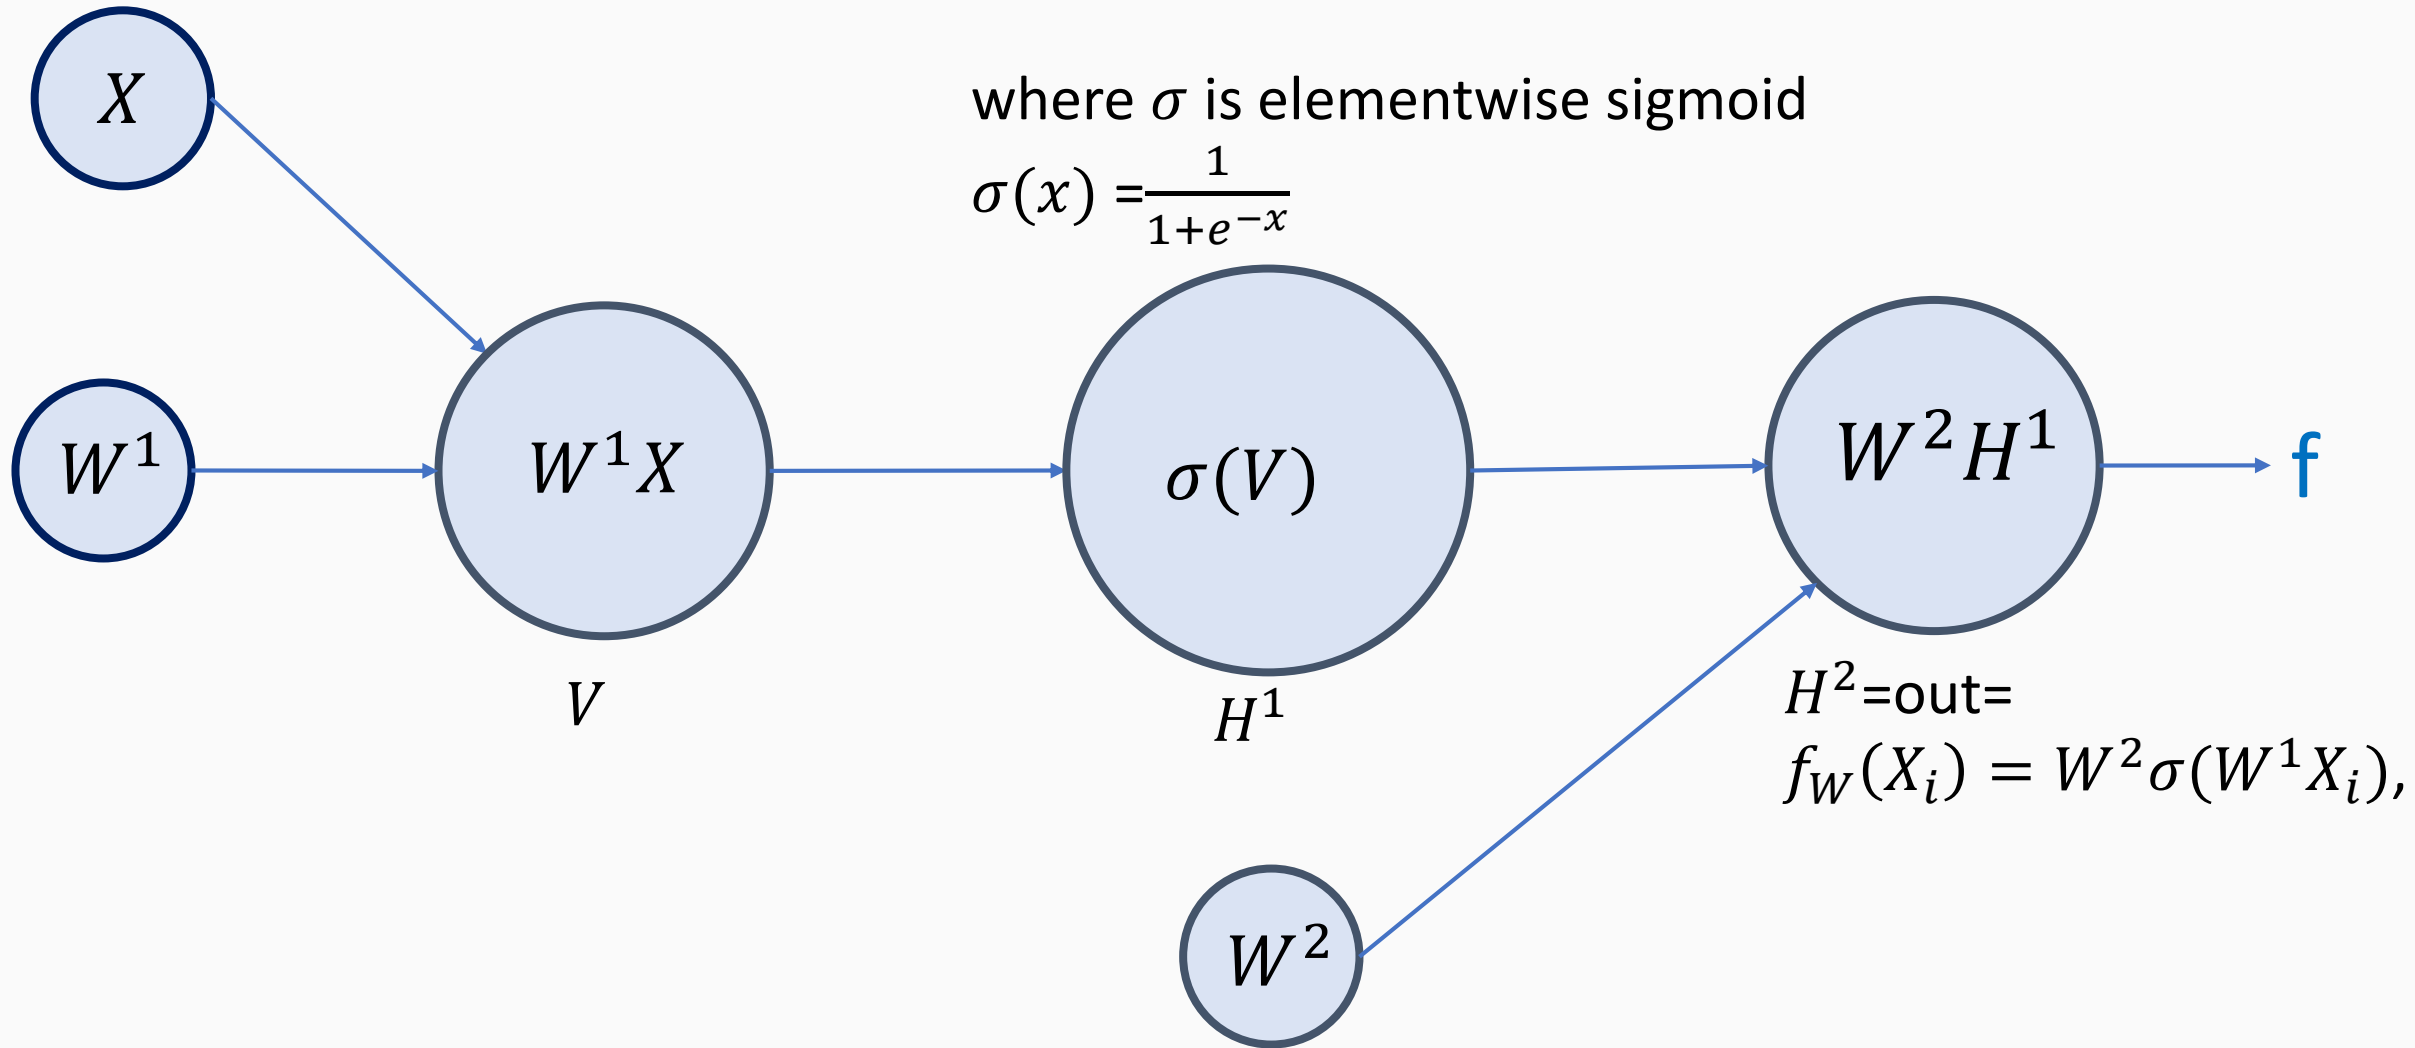 X
where σ is elementwise sigmoid
σ(x) = 1/(1+e^{-x})
W^1
W^1X
σ(V)
W^2H^1
f
V
H^1
H^2=out=
f_W(X_i) = W^2σ(W^1X_i),
W^2